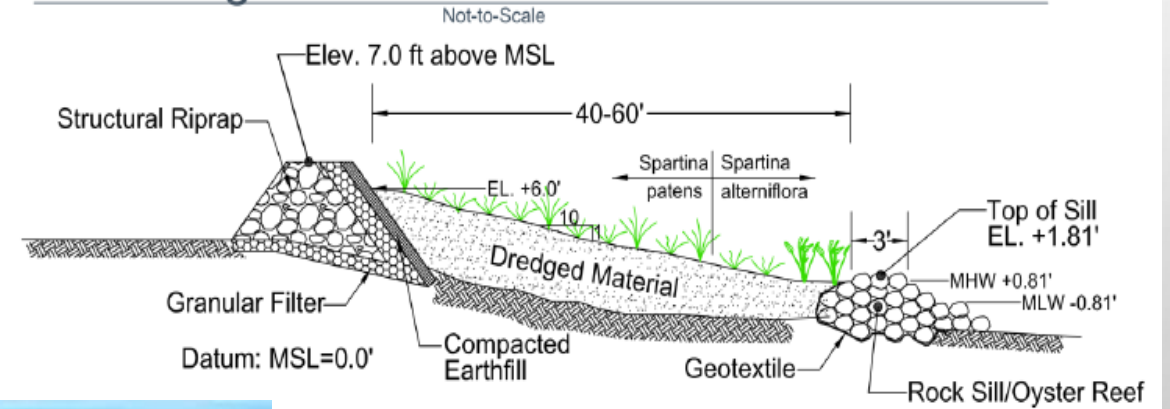 Not-to-Scale
Elev. 7.0 ft above MSL
40-60'
Structural Riprap
Spartina
patens
Spartina
alterniflora
EL. +6.0'
10
1
Top of Sill
EL. +1.81'
3'
Dredged Material
MHW +0.81'
MLW -0.81'
Granular Filter
Datum: MSL=0.0'
Compacted
Earthfill
Geotextile
Rock Sill/Oyster Reef